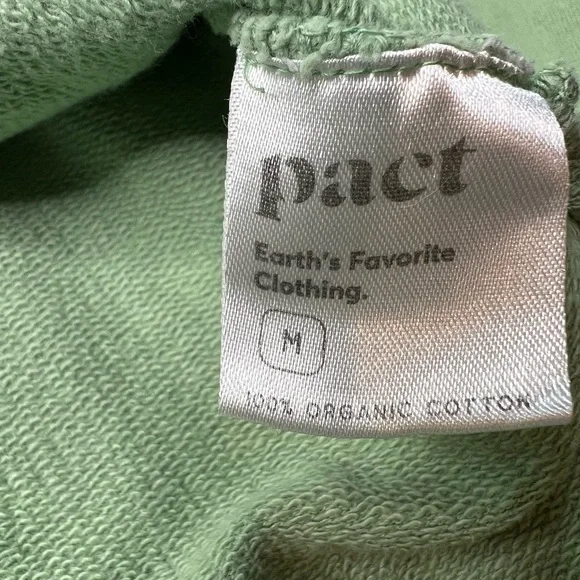 pact
Earth's Favorite
Clothing.
M
100% ORGANIC COTTON